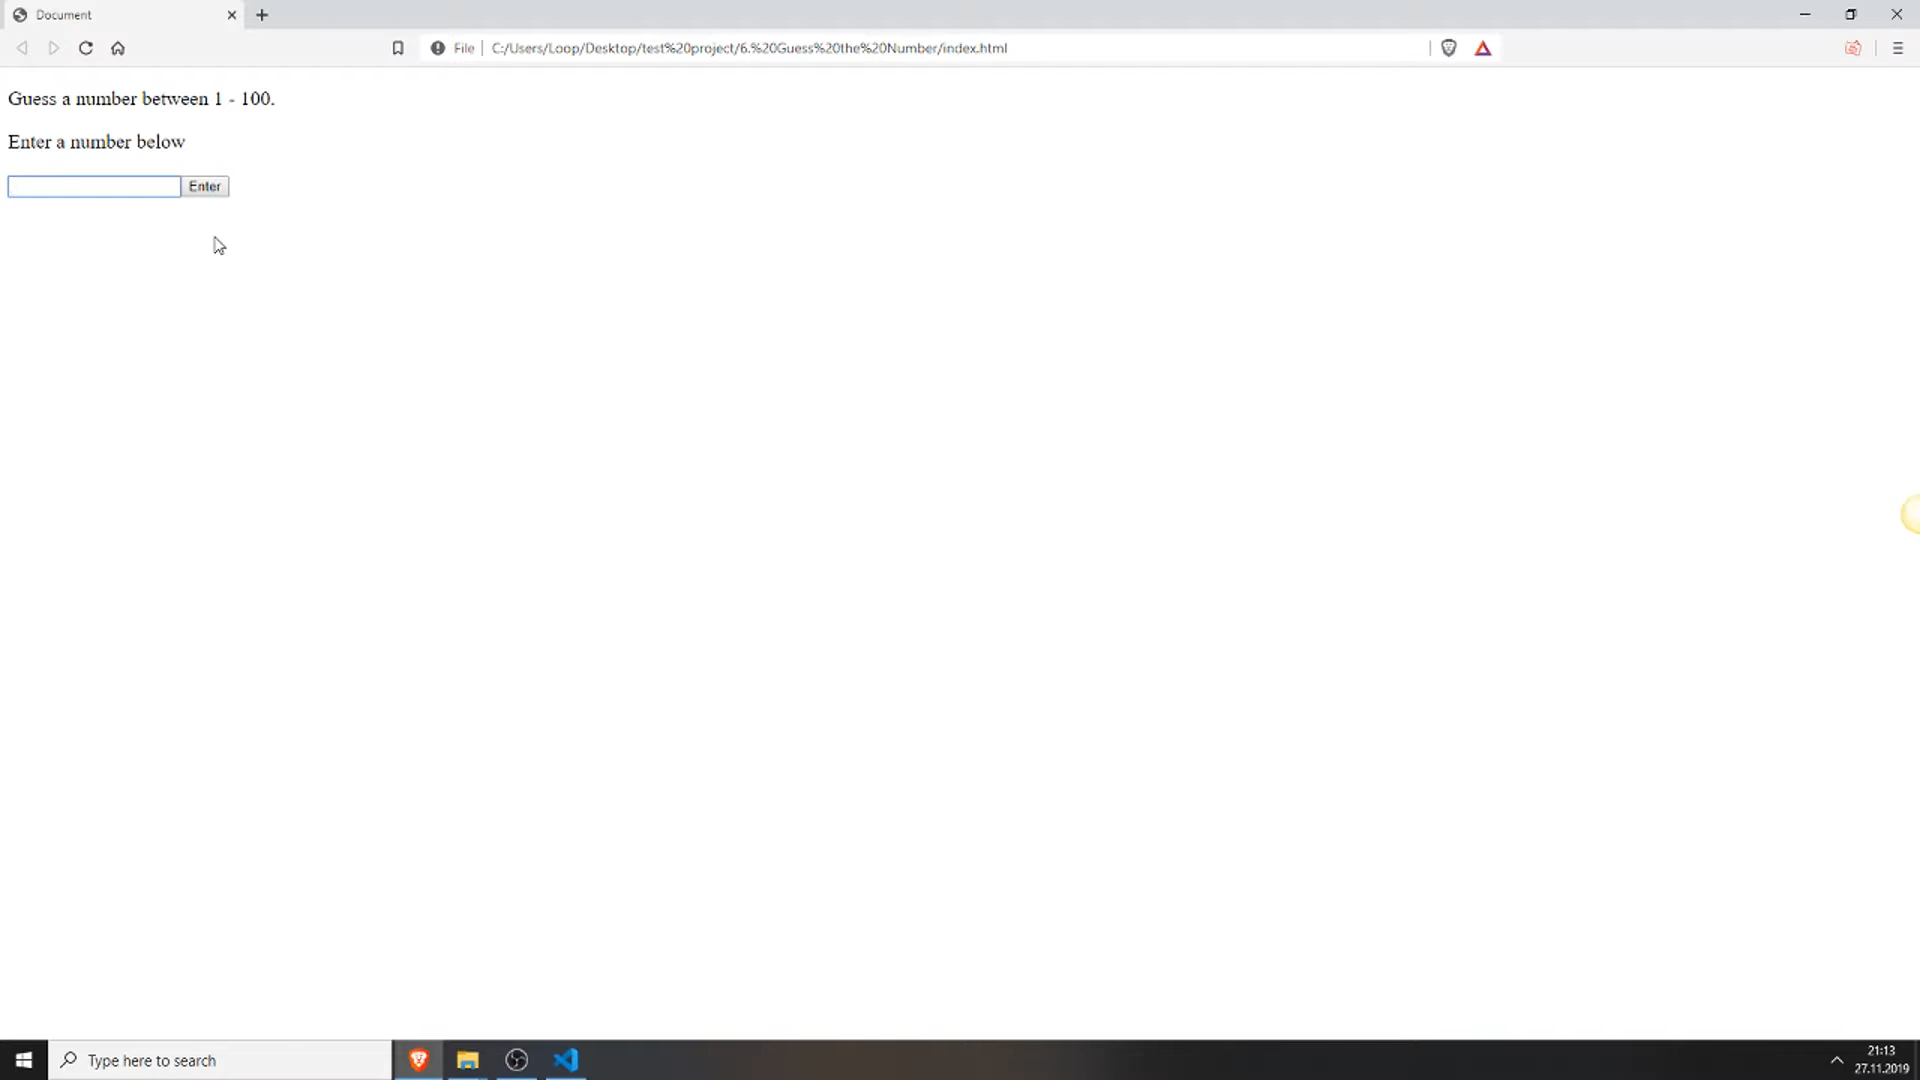 Document
File
C:/Users/Loop/Desktop/test%20project/6.%20Guess%20the%20Number/index.html
Guess a number between 1 - 100.
Enter a number below
Enter
Type here to search
21:13
27.11.2019